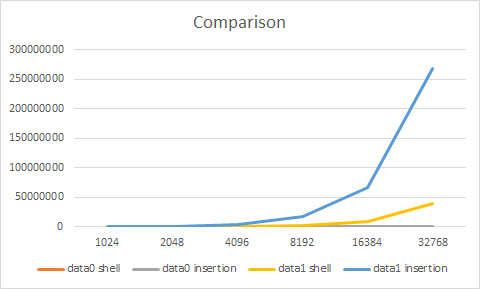 Comparison
300000000
250000000
200000000
150000000
100000000
50000000
0
1024 2048 4096 8192 16384 32768
data0 shell data0 insertion data1 shell data1 insertion